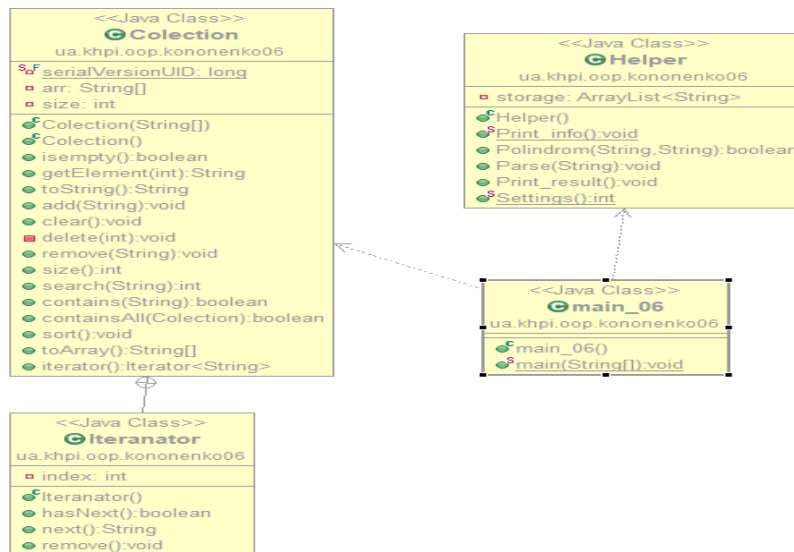 <<Java Class>>
Colection
ua.khpi.oop.kononenko06
serialVersionUID: long
arr: String[]
size: int
Colection(String[])
Colection()
isempty():boolean
getElement(int):String
toString():String
add(String):void
clear():void
delete(int):void
remove(String):void
size():int
search(String):int
contains(String):boolean
containsAll(Colection):boolean
sort():void
toArray():String[]
iterator():Iterator<String>
<<Java Class>>
Helper
ua.khpi.oop.kononenko06
storage: ArrayList<String>
Helper()
Print_info():void
Polindrom(String,String):boolean
Parse(String):void
Print_result():void
Settings():int
<<Java Class>>
main_06
ua.khpi.oop.kononenko06
main_06()
main(String[]):void
<<Java Class>>
Iteranator
ua.khpi.oop.kononenko06
index: int
Iteranator()
hasNext():boolean
next():String
remove():void